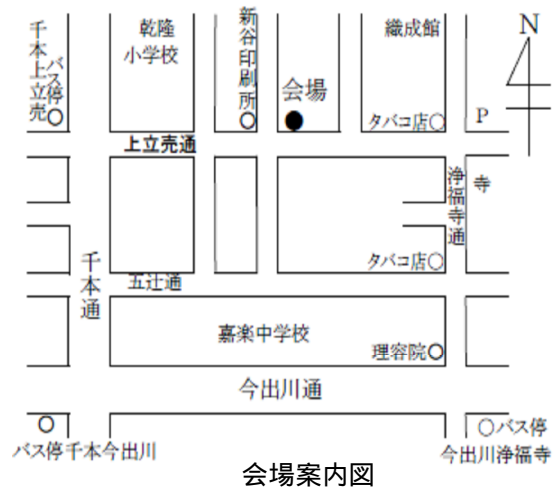 千本上立売
バス停
乾隆
小学校
新谷印刷所
会場
織成館
タバコ店
P
N
上立売通
浄福寺通
寺
千本通
五辻通
タバコ店
嘉楽中学校
理容院
今出川通
バス停千本今出川
バス停
今出川浄福寺
会場案内図